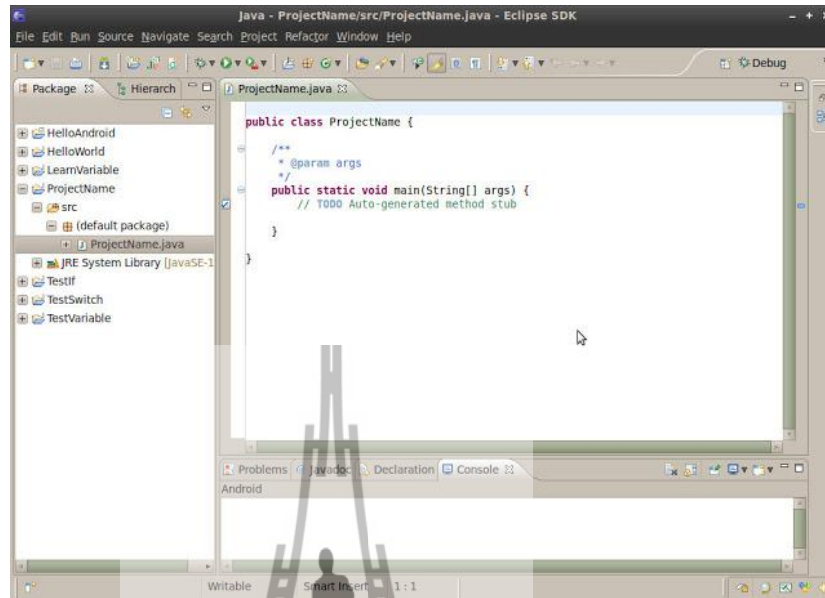 Java - ProjectName/src/ProjectName.java - Eclipse SDK
File Edit Run Source Navigate Search Project Refactor Window Help
Debug
Package
Hierarch
ProjectName.java
HelloAndroid
HelloWorld
LearnVariable
ProjectName
src
(default package)
ProjectName.java
JRE System Library [JavaSE-1
TestIf
TestSwitch
TestVariable
public class ProjectName {
/**
* @param args
*/
public static void main(String[] args) {
// TODO Auto-generated method stub
}
}
Problems Javadoc Declaration Console
Android
Writable Smart Insert 1 : 1